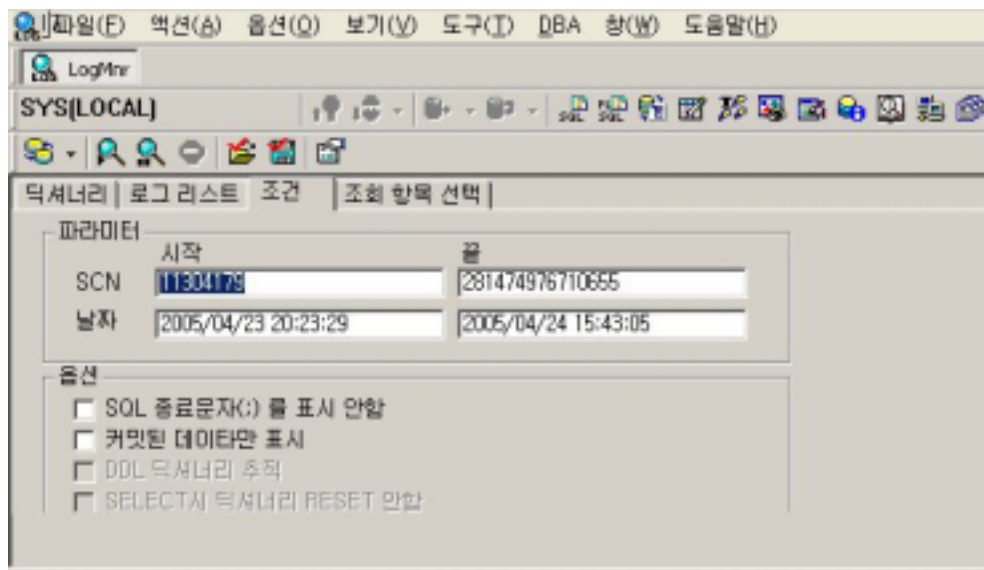 파일(F) 액션(A) 옵션(O) 보기(V) 도구(T) DBA 창(W) 도움말(H)
LogMnr
SYS(LOCAL)
딕셔너리 로그 리스트 조건 조회 항목 선택
파라미터
시작 끝
SCN 11304179 281474976710655
날짜 2005/04/23 20:23:29 2005/04/24 15:43:05
옵션
SQL 종료문자(;) 를 표시 안함
커밋된 데이타만 표시
DDL 딕셔너리 추적
SELECT시 딕셔너리 RESET 안함